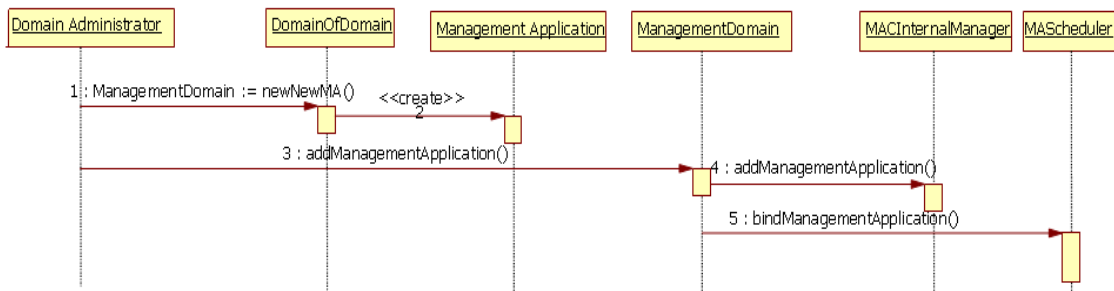 Domain Administrator
DomainOfDomain
Management Application
ManagementDomain
MACInternalManager
MAScheduler
1 : ManagementDomain := newNewMA()
<<create>>
2
3 : addManagementApplication()
4 : addManagementApplication()
5 : bindManagementApplication()